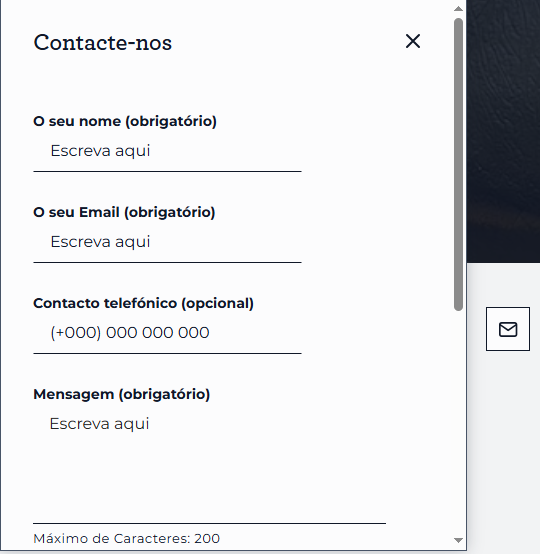 Contacte-nos
O seu nome (obrigatório)
Escreva aqui
O seu Email (obrigatório)
Escreva aqui
Contacto telefónico (opcional)
(+000) 000 000 000
Mensagem (obrigatório)
Escreva aqui
Máximo de Caracteres: 200